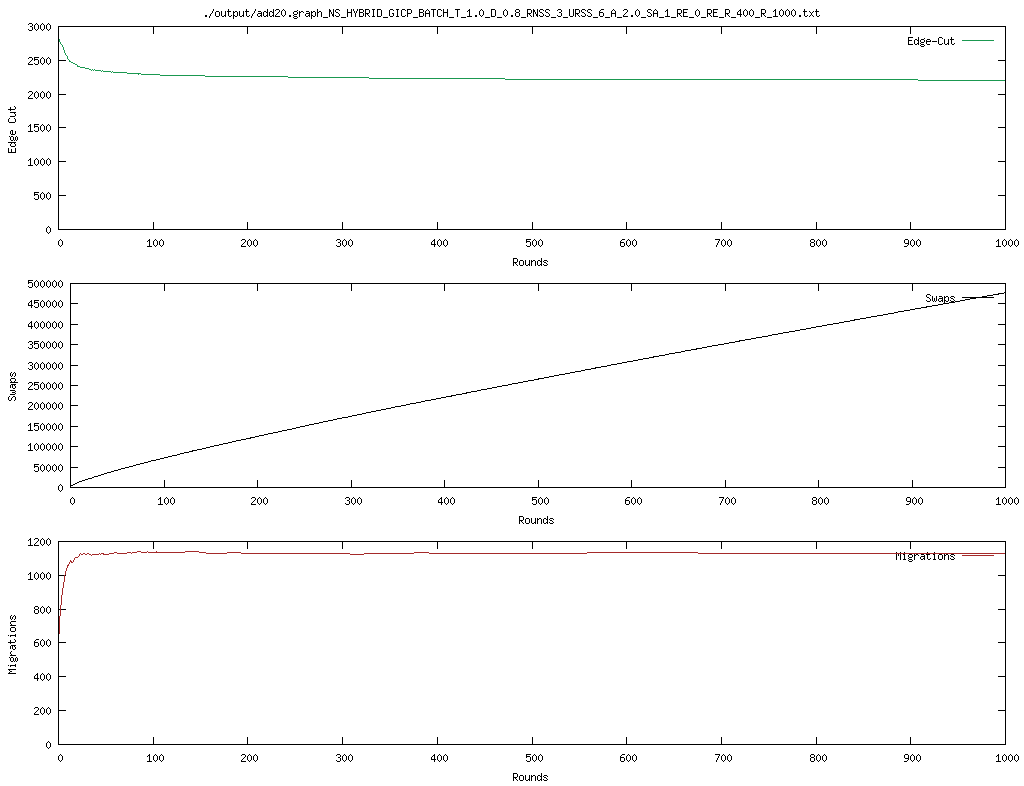 ./output/add20.graph_NS_HYBRID_GICP_BATCH_T_1.0_D_0.8_RNSS_3_URSS_6_A_2.0_SA_1_RE_0_RE_R_400_R_1000.txt
3000
2500
2000
1500
1000
500
0
Edge Cut
Edge-Cut
0 100 200 300 400 500 600 700 800 900 1000
Rounds
500000
450000
400000
350000
300000
250000
200000
150000
100000
50000
0
Swaps
Swaps
0 100 200 300 400 500 600 700 800 900 1000
Rounds
1200
1000
800
600
400
200
0
Migrations
Migrations
0 100 200 300 400 500 600 700 800 900 1000
Rounds